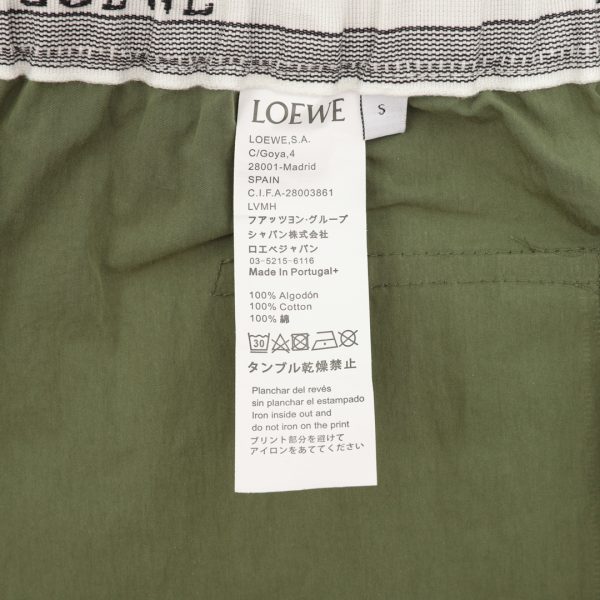 LOEWE
LOEWE
S
LOEWE,S.A.
C/Goya,4
28001-Madrid
SPAIN
C.I.F.A-28003861
LVMH
フアッツヨン・グループ
シャパン株式会社
ロエベジャパン
03-5215-6116
Made In Portugal+
100% Algodón
100% Cotton
100% 綿
30
タンブル乾燥禁止
Planchar del revés
sin planchar el estampado
Iron inside out and
do not iron on the print
プリント部分を避けて
アイロンをあててください